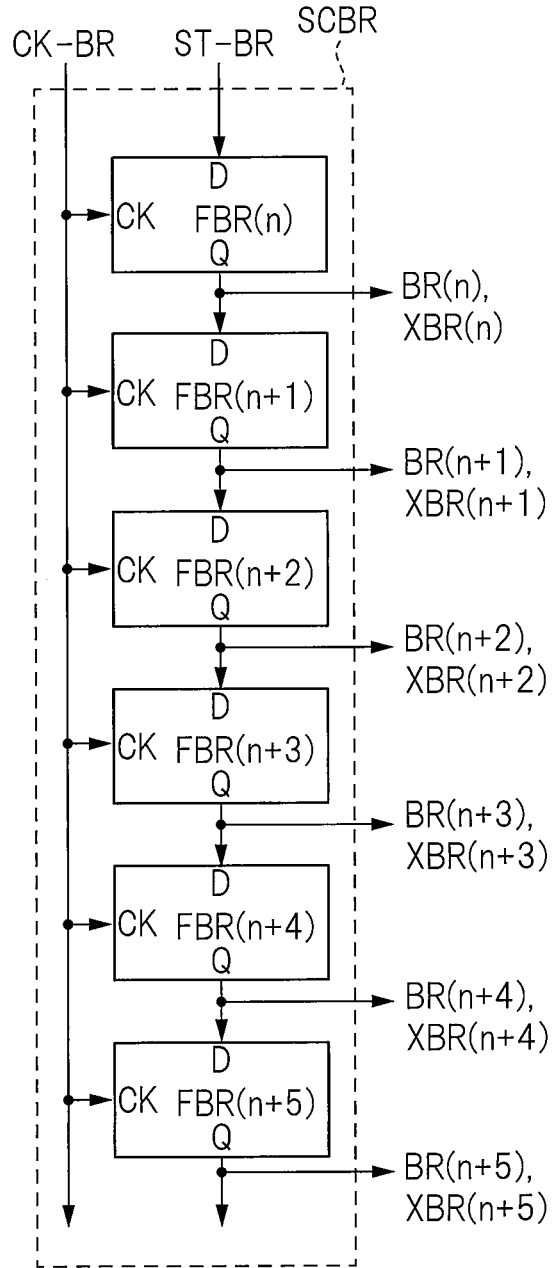 SCBR
CK-BR ST-BR
D
CK FBR(n)
Q
BR(n),
XBR(n)
D
CK FBR(n+1)
Q
BR(n+1),
XBR(n+1)
D
CK FBR(n+2)
Q
BR(n+2),
XBR(n+2)
D
CK FBR(n+3)
Q
BR(n+3),
XBR(n+3)
D
CK FBR(n+4)
Q
BR(n+4),
XBR(n+4)
D
CK FBR(n+5)
Q
BR(n+5),
XBR(n+5)